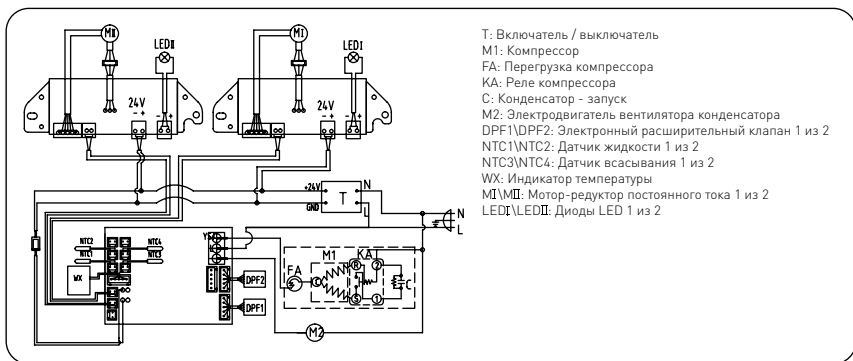 MⅡ
LEDⅡ
MⅠ
LEDⅠ
24V
- +
- +
24V
- +
- +
+24V
GND
T
N
L
N
L
NTC2
NTC4
NTC1
NTC3
WX
DPF2
DPF1
FA
M1
KA
C
R
2
S
1
C
M2
T: Включатель / выключатель
M1: Компрессор
FA: Перегрузка компрессора
KA: Реле компрессора
C: Конденсатор - запуск
M2: Электродвигатель вентилятора конденсатора
DPF1\DPF2: Электронный расширительный клапан 1 из 2
NTC1\NTC2: Датчик жидкости 1 из 2
NTC3\NTC4: Датчик всасывания 1 из 2
WX: Индикатор температуры
MⅠ\MⅡ: Мотор-редуктор постоянного тока 1 из 2
LEDⅠ\LEDⅡ: Диоды LED 1 из 2